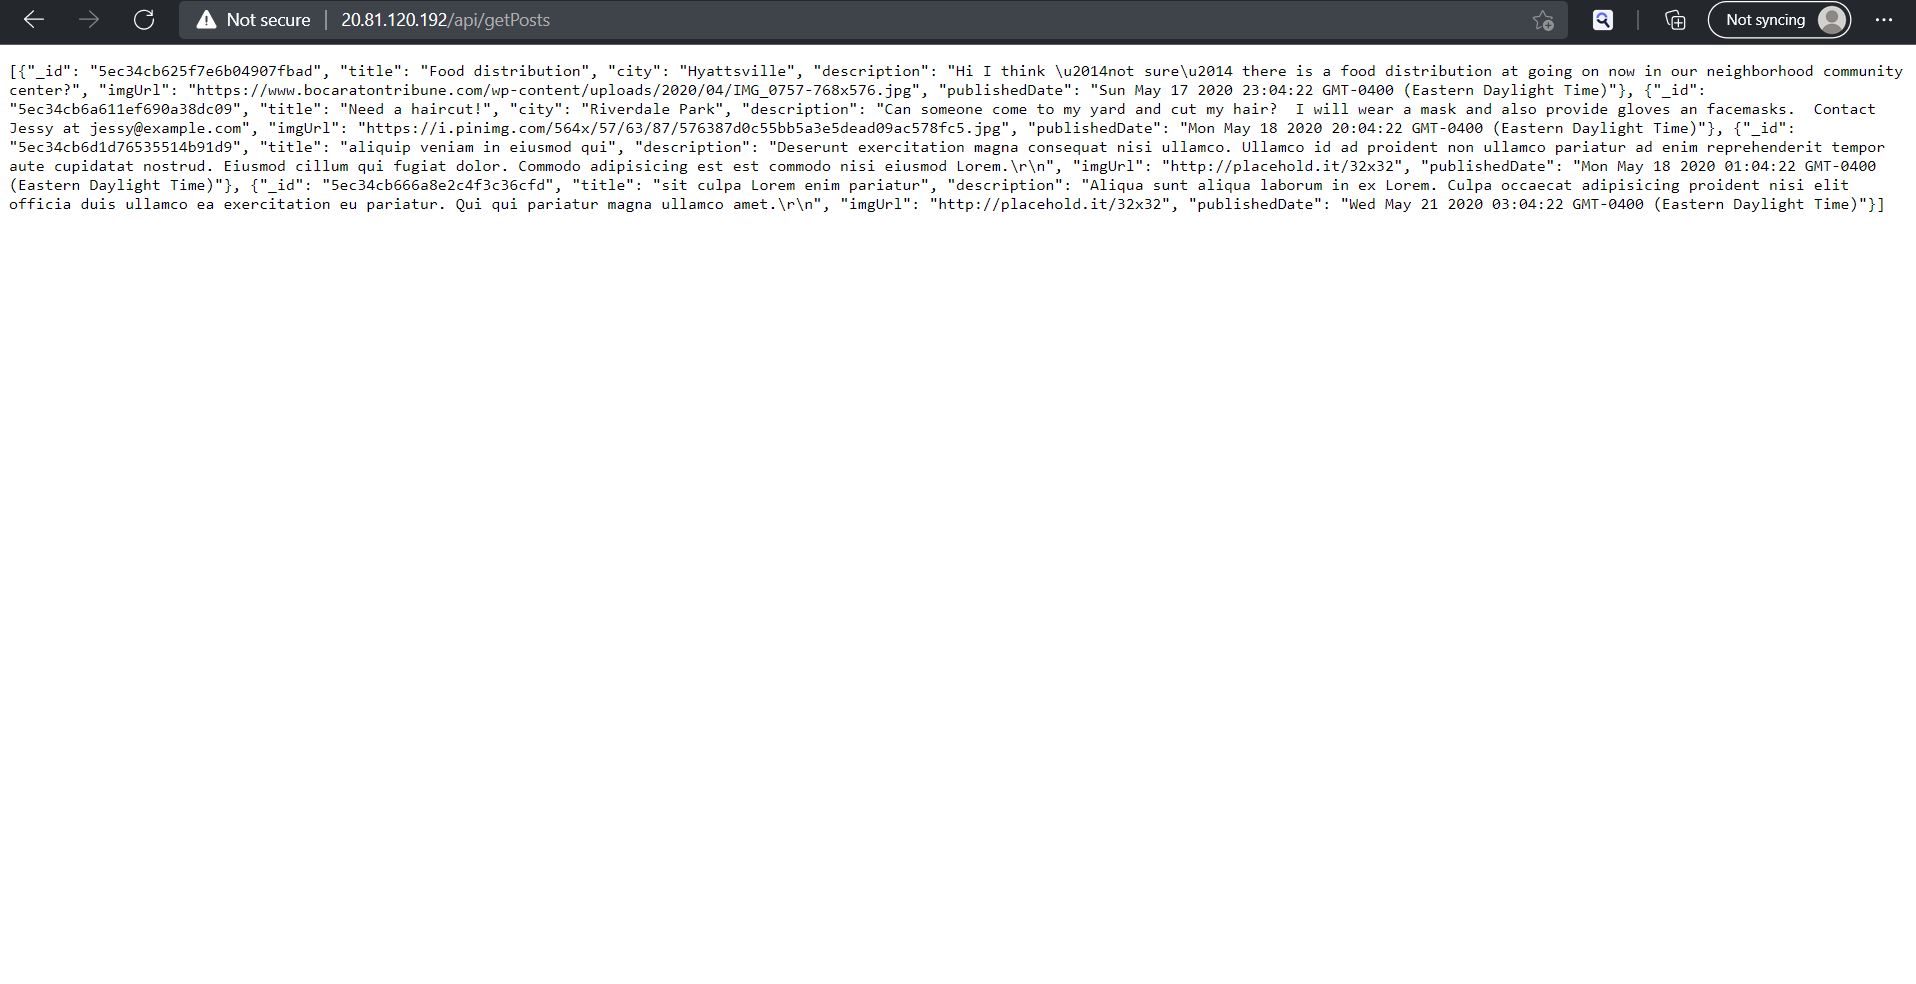 Not secure | 20.81.120.192/api/getPosts Not syncing
[{"_id": "5ec34cb625f7e6b04907fbad", "title": "Food distribution", "city": "Hyattsville", "description": "Hi I think \u2014not sure\u2014 there is a food distribution at going on now in our neighborhood community
center?", "imgUrl": "https://www.bocaratontribune.com/wp-content/uploads/2020/04/IMG_0757-768x576.jpg", "publishedDate": "Sun May 17 2020 23:04:22 GMT-0400 (Eastern Daylight Time)"}, {"_id":
"5ec34cb6a611ef690a38dc09", "title": "Need a haircut!", "city": "Riverdale Park", "description": "Can someone come to my yard and cut my hair?  I will wear a mask and also provide gloves an facemasks.  Contact
Jessy at jessy@example.com", "imgUrl": "https://i.pinimg.com/564x/57/63/87/576387d0c55bb5a3e5dead09ac578fc5.jpg", "publishedDate": "Mon May 18 2020 20:04:22 GMT-0400 (Eastern Daylight Time)"}, {"_id":
"5ec34cb6d1d76535514b91d9", "title": "aliquip veniam in eiusmod qui", "description": "Deserunt exercitation magna consequat nisi ullamco. Ullamco id ad proident non ullamco pariatur ad enim reprehenderit tempor
aute cupidatat nostrud. Eiusmod cillum qui fugiat dolor. Commodo adipisicing est est commodo nisi eiusmod Lorem.\r\n", "imgUrl": "http://placehold.it/32x32", "publishedDate": "Mon May 18 2020 01:04:22 GMT-0400
(Eastern Daylight Time)"}, {"_id": "5ec34cb666a8e2c4f3c36cfd", "title": "sit culpa Lorem enim pariatur", "description": "Aliqua sunt aliqua laborum in ex Lorem. Culpa occaecat adipisicing proident nisi elit
officia duis ullamco ea exercitation eu pariatur. Qui qui pariatur magna ullamco amet.\r\n", "imgUrl": "http://placehold.it/32x32", "publishedDate": "Wed May 21 2020 03:04:22 GMT-0400 (Eastern Daylight Time)"}]